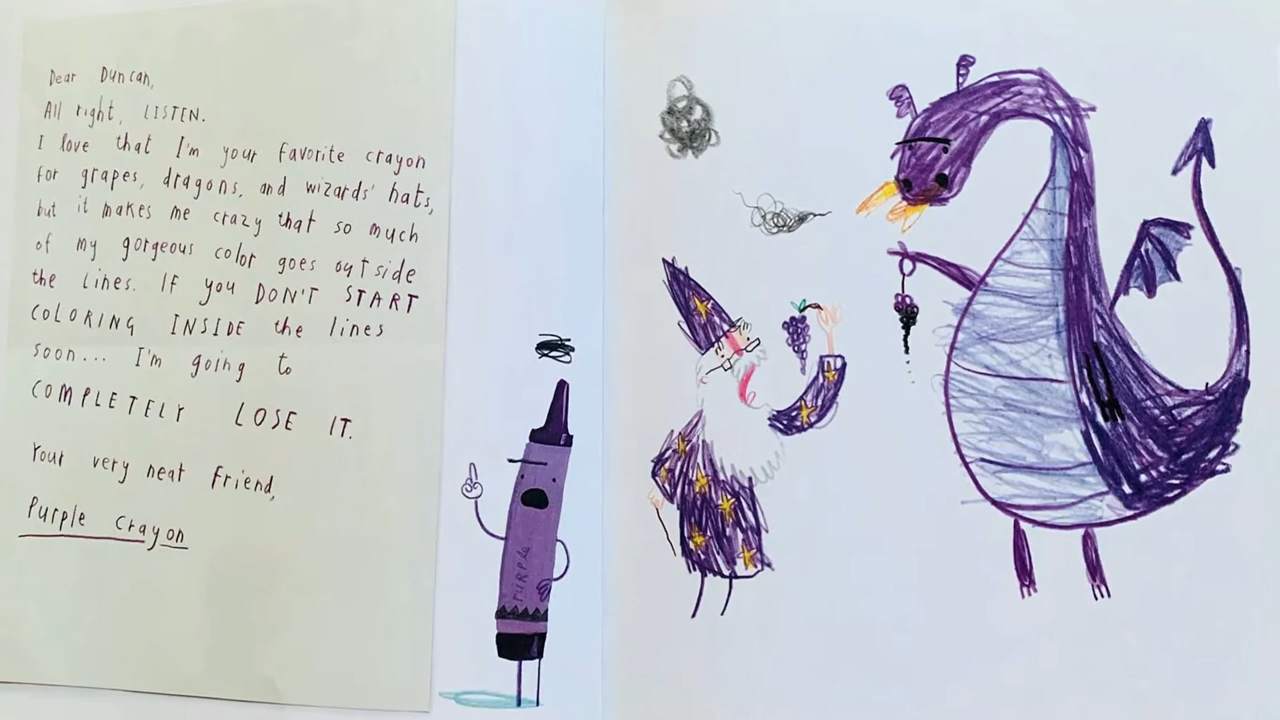 Dear Duncan,
All right, LISTEN.
I love that I'm your favorite crayon
for grapes, dragons, and wizards' hats,
but it makes me crazy that so much
of my gorgeous color goes outside
the lines. If you DON'T START
COLORING INSIDE the lines
soon... I'm going to
COMPLETELY LOSE IT.
Your very neat friend,
Purple Crayon
PURPLE